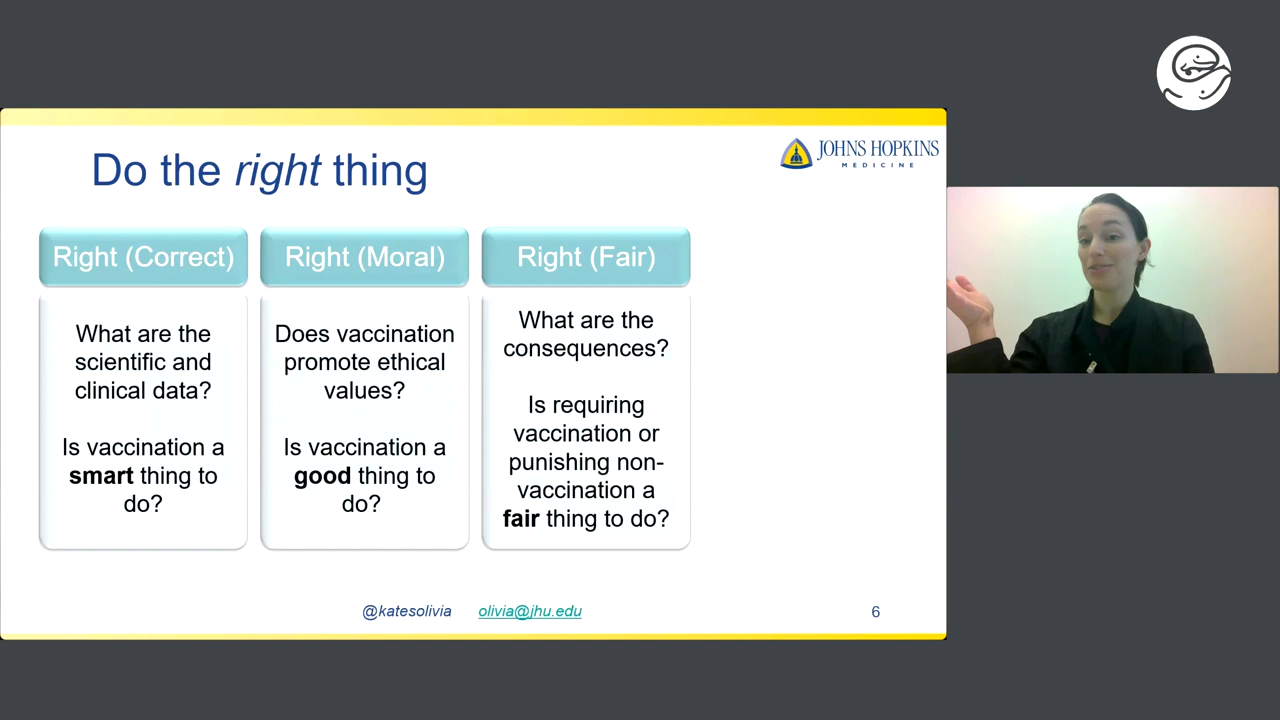 Do the right thing
JOHNS HOPKINS
MEDICINE
Right (Correct)
What are the
scientific and
clinical data?
Is vaccination a
smart thing to
do?
Right (Moral)
Does vaccination
promote ethical
values?
Is vaccination a
good thing to
do?
Right (Fair)
What are the
consequences?
Is requiring
vaccination or
punishing non-
vaccination a
fair thing to do?
@katesolivia olivia@jhu.edu
6